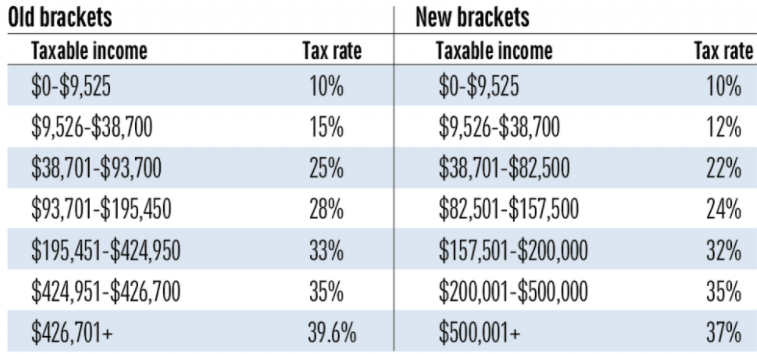 Old brackets New brackets
Taxable income Tax rate Taxable income Tax rate
$0-$9,525 10% $0-$9,525 10%
$9,526-$38,700 15% $9,526-$38,700 12%
$38,701-$93,700 25% $38,701-$82,500 22%
$93,701-$195,450 28% $82,501-$157,500 24%
$195,451-$424,950 33% $157,501-$200,000 32%
$424,951-$426,700 35% $200,001-$500,000 35%
$426,701+ 39.6% $500,001+ 37%